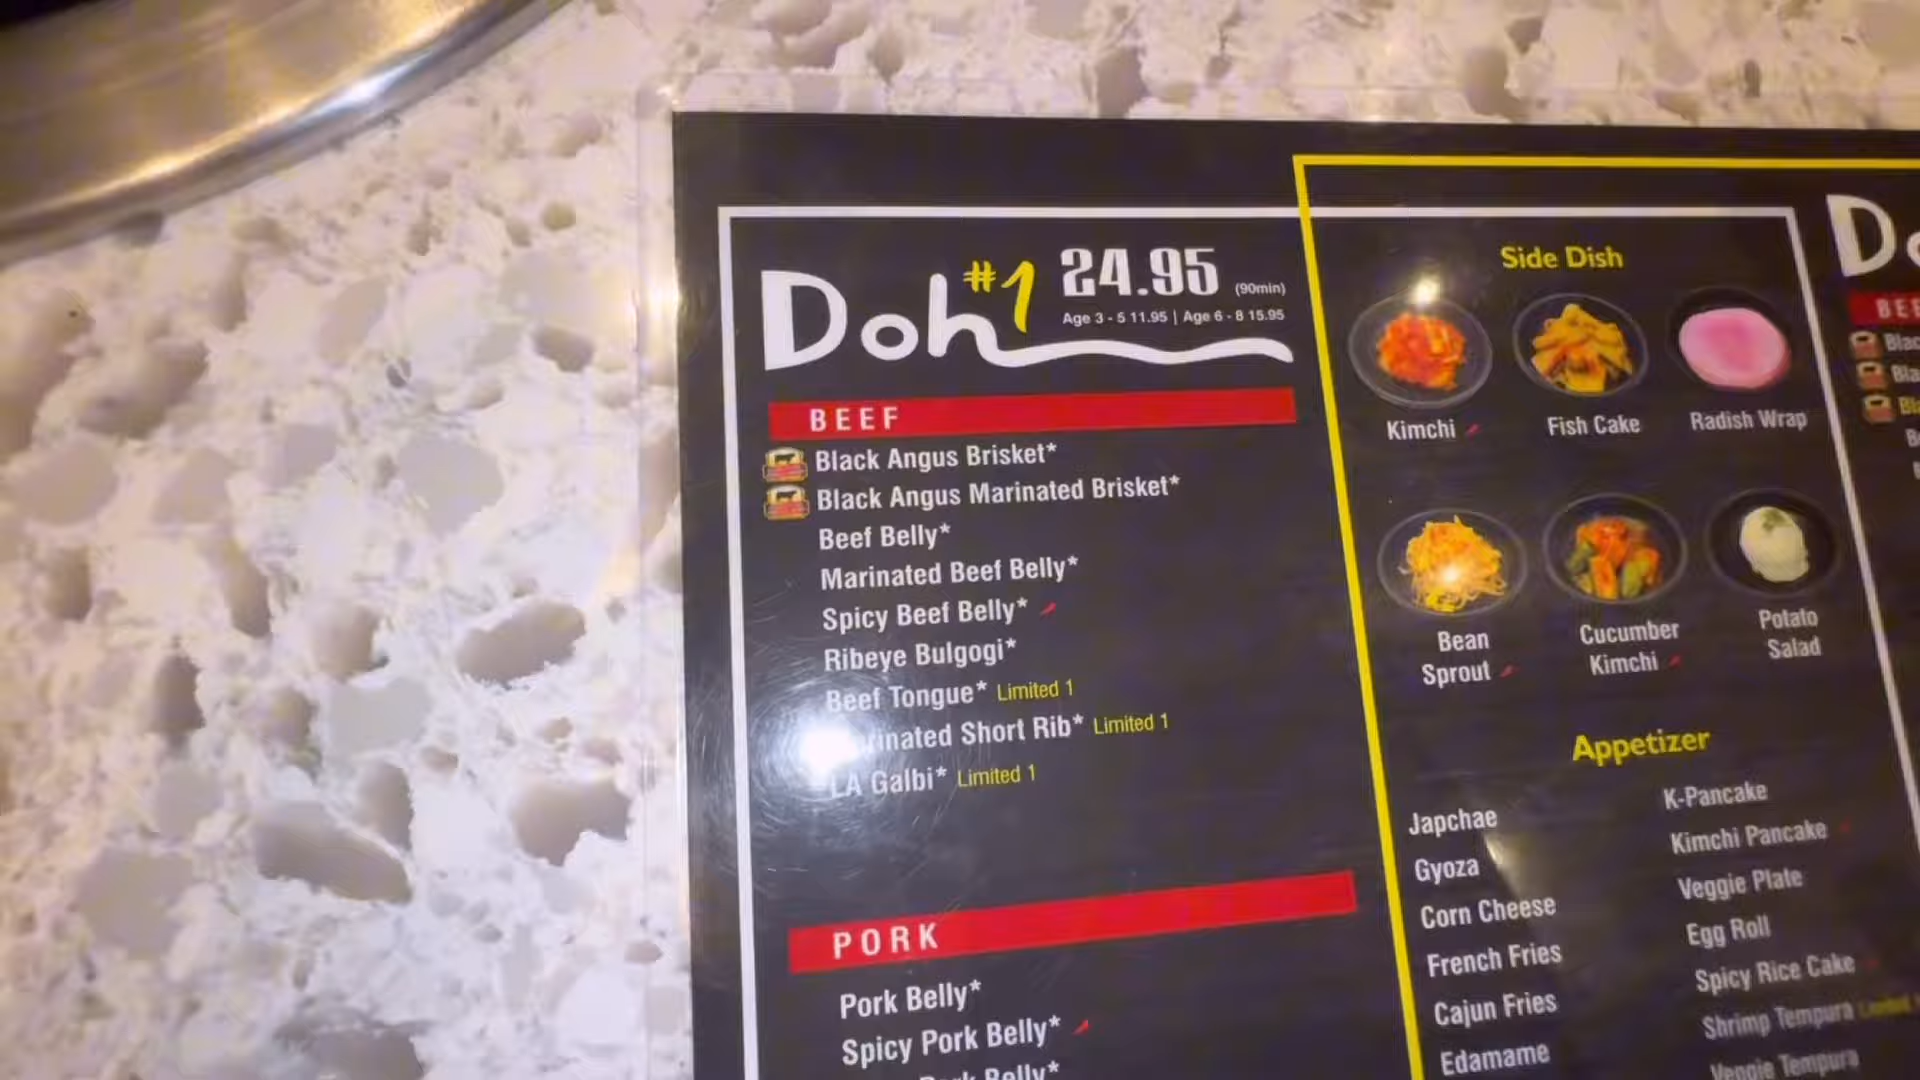 Doh #1 24.95 (90min)
Age 3 - 5 11.95 | Age 6 - 8 15.95
BEEF
Black Angus Brisket*
Black Angus Marinated Brisket*
Beef Belly*
Marinated Beef Belly*
Spicy Beef Belly*
Ribeye Bulgogi*
Beef Tongue* Limited 1
Short Rib* Limited 1
LA Galbi* Limited 1
PORK
Pork Belly*
Spicy Pork Belly*
Belly*
Side Dish
Kimchi
Fish Cake
Radish Wrap
Bean
Sprout
Cucumber
Kimchi
Potato
Salad
Appetizer
Japchae
Gyoza
Corn Cheese
French Fries
Cajun Fries
Edamame
K-Pancake
Kimchi Pancake
Veggie Plate
Egg Roll
Spicy Rice Cake
Shrimp Tempura
Veggie Tempura